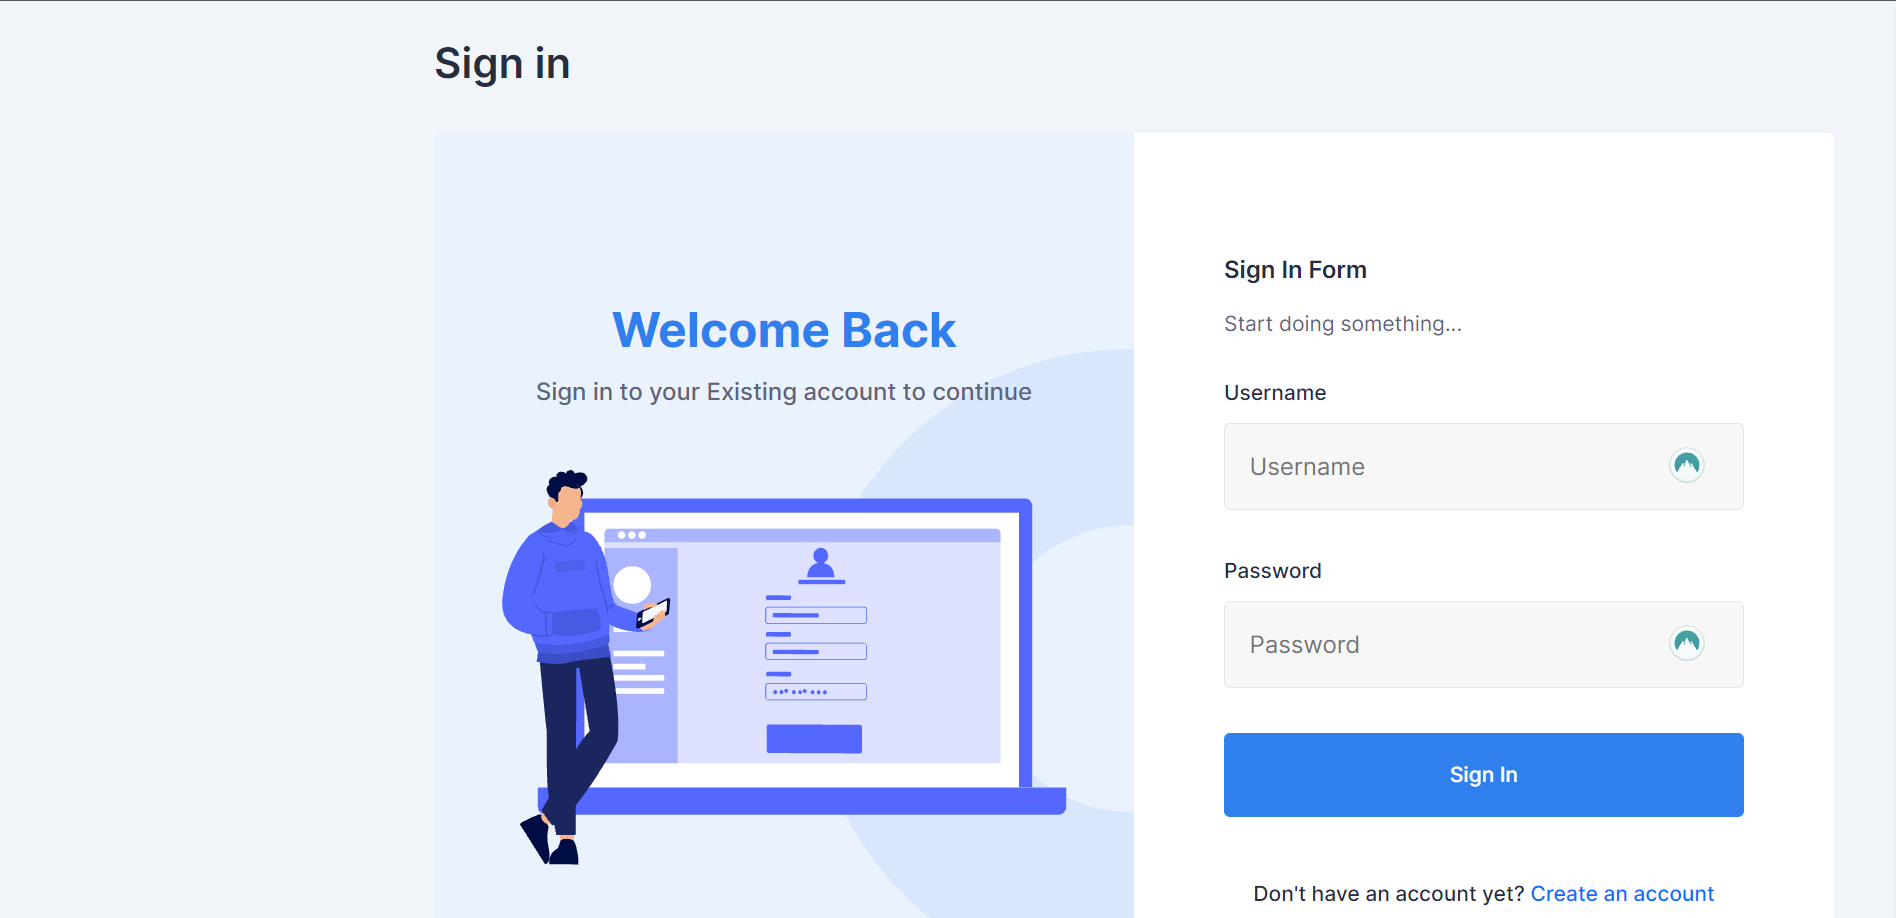 Sign in
Welcome Back
Sign in to your Existing account to continue
Sign In Form
Start doing something...
Username
Username
Password
Password
Sign In
Don't have an account yet? Create an account